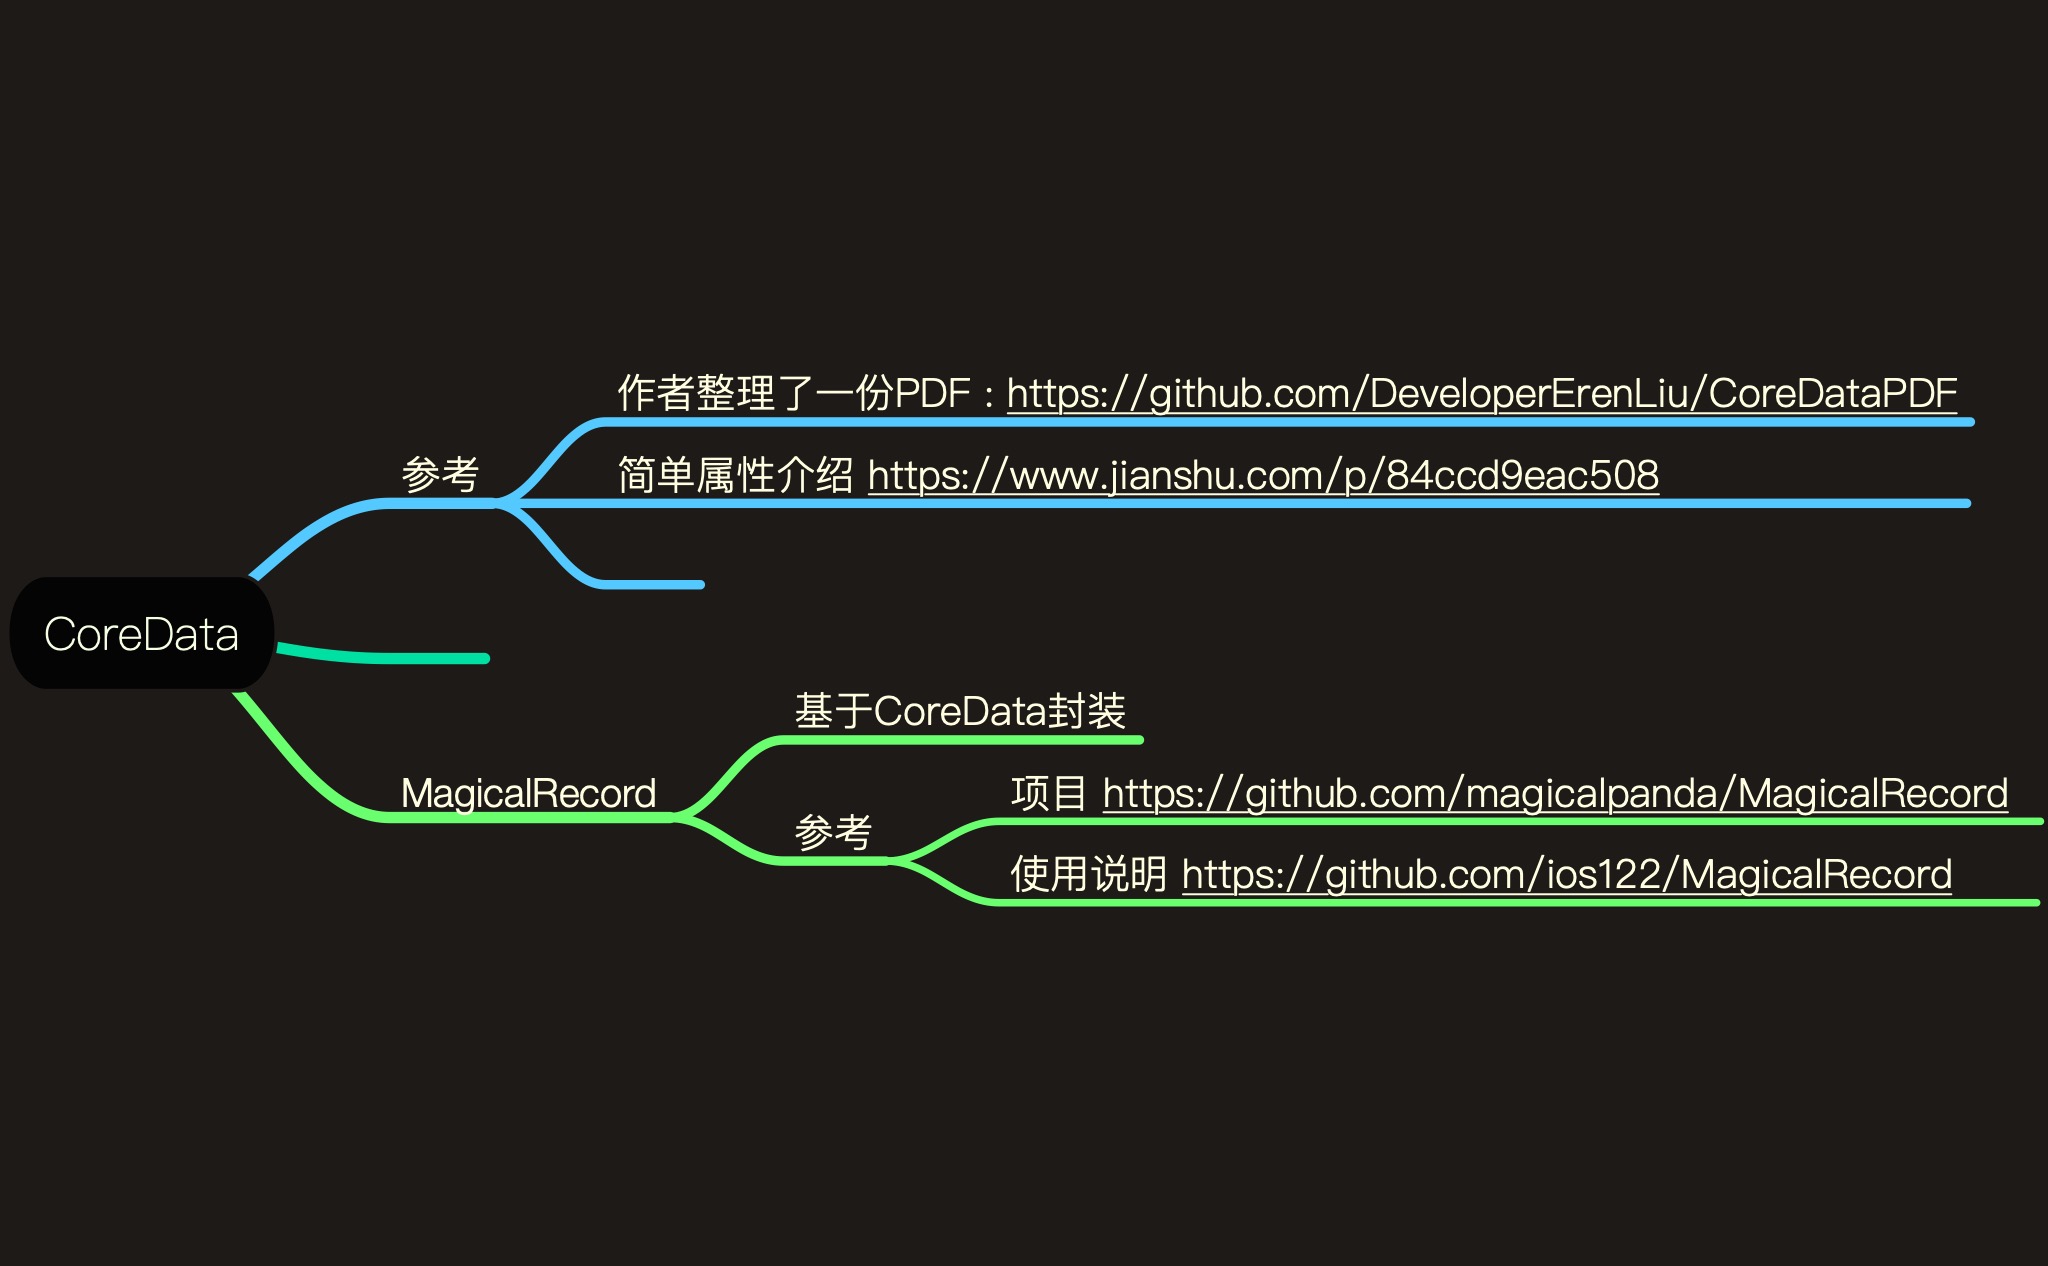 作者整理了一份PDF：https://github.com/DeveloperErenLiu/CoreDataPDF
参考
简单属性介绍 https://www.jianshu.com/p/84ccd9eac508
CoreData
基于CoreData封装
MagicalRecord
项目 https://github.com/magicalpanda/MagicalRecord
参考
使用说明 https://github.com/ios122/MagicalRecord